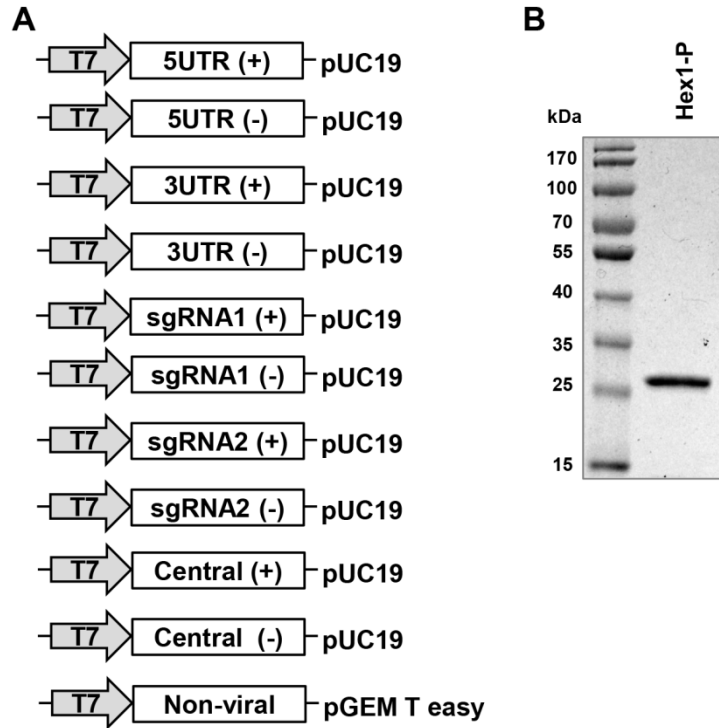 A
T7 5UTR (+) pUC19
T7 5UTR (-) pUC19
T7 3UTR (+) pUC19
T7 3UTR (-) pUC19
T7 sgRNA1 (+) pUC19
T7 sgRNA1 (-) pUC19
T7 sgRNA2 (+) pUC19
T7 sgRNA2 (-) pUC19
T7 Central (+) pUC19
T7 Central (-) pUC19
T7 Non-viral pGEM T easy
B
Hex1-P
kDa
170
100
70
55
40
35
25
15